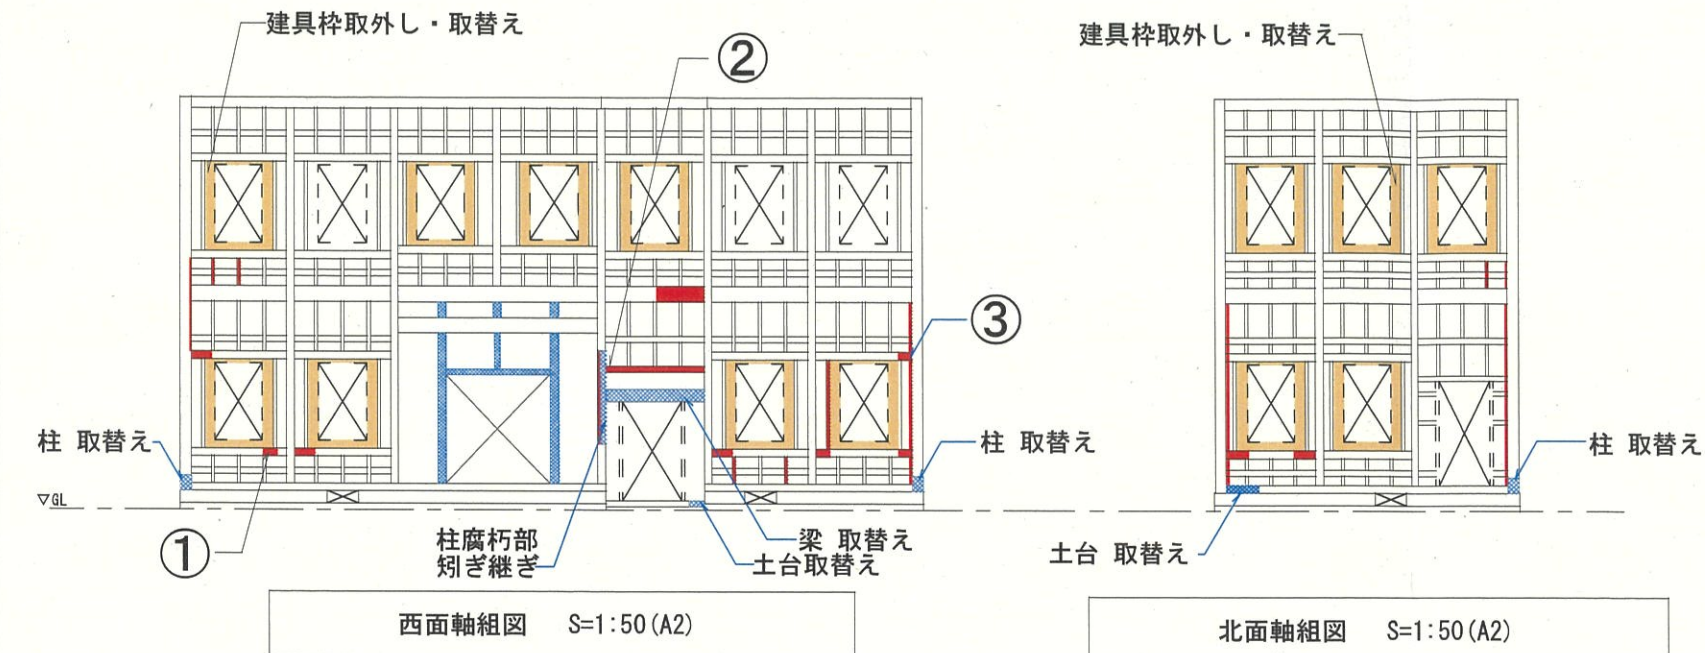 建具枠取外し・取替え
②
建具枠取外し・取替え
③
柱 取替え
柱 取替え
柱 取替え
▽GL
①
柱腐朽部
矧ぎ継ぎ
梁 取替え
土台取替え
土台 取替え
西面軸組図 S=1:50(A2)
北面軸組図 S=1:50(A2)